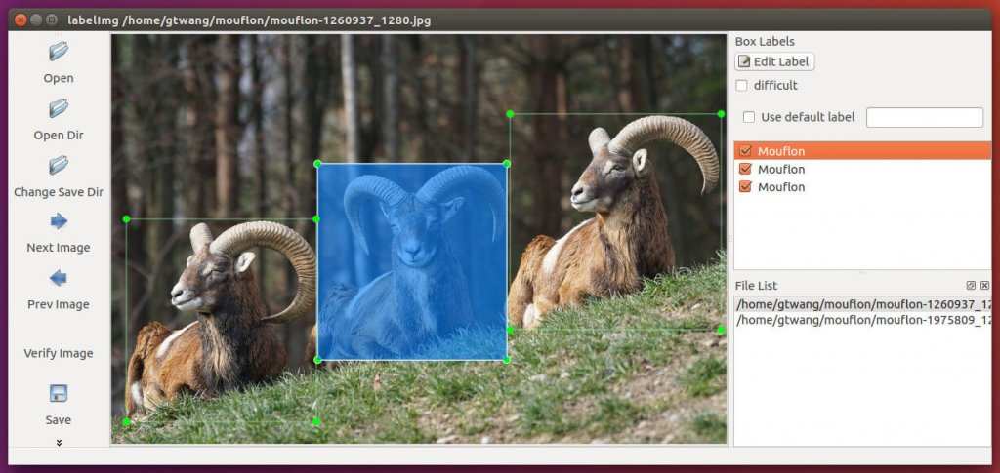 labelImg /home/gtwang/mouflon/mouflon-1260937_1280.jpg
Open
Open Dir
Change Save Dir
Next Image
Prev Image
Verify Image
Save
Box Labels
Edit Label
difficult
Use default label
Mouflon
Mouflon
Mouflon
File List
/home/gtwang/mouflon/mouflon-1260937_12
/home/gtwang/mouflon/mouflon-1975809_12